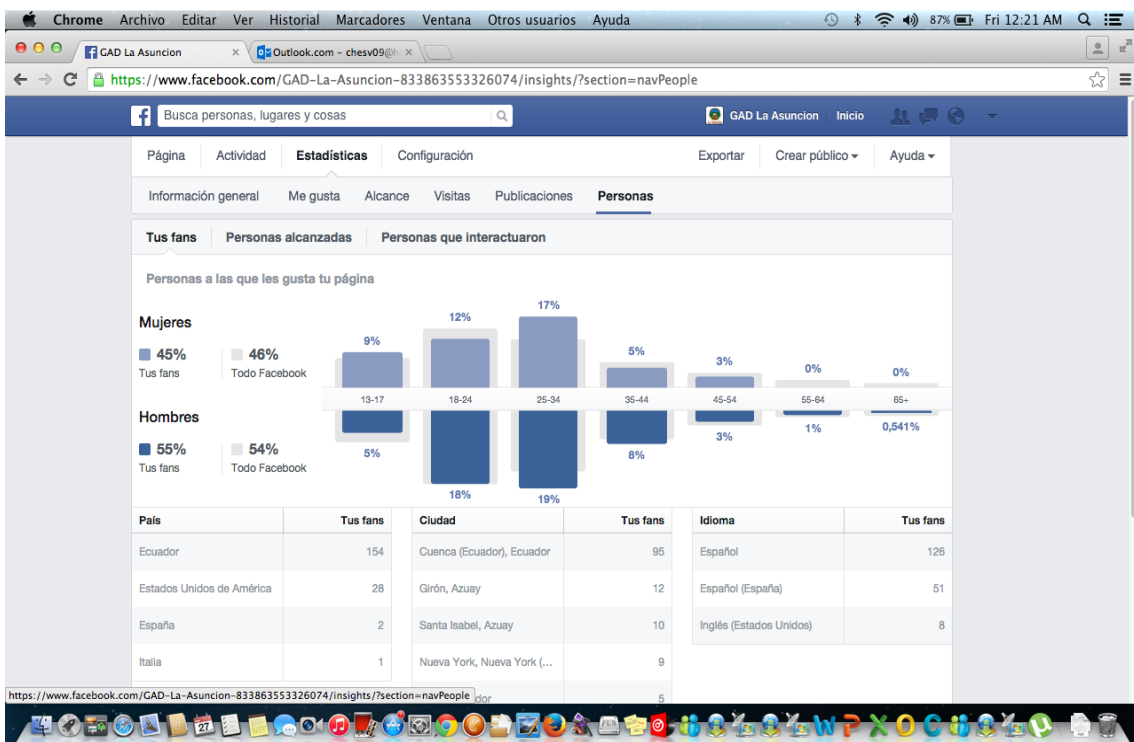 Chrome Archivo Editar Ver Historial Marcadores Ventana Otros usuarios Ayuda 87% Fri 12:21 AM
GAD La Asuncion × Outlook.com – chesv09@h ×
https://www.facebook.com/GAD-La-Asuncion-833863553326074/insights/?section=navPeople
Busca personas, lugares y cosas GAD La Asuncion Inicio
Página Actividad Estadísticas Configuración Exportar Crear público Ayuda
Información general Me gusta Alcance Visitas Publicaciones Personas
Tus fans Personas alcanzadas Personas que interactuaron
Personas a las que les gusta tu página
Mujeres
45% 46%
Tus fans Todo Facebook
9% 12% 17% 5% 3% 0% 0%
13-17 18-24 25-34 35-44 45-54 55-64 65+
Hombres
55% 54%
Tus fans Todo Facebook
5% 18% 19% 8% 3% 1% 0,541%
País Tus fans Ciudad Tus fans Idioma Tus fans
Ecuador 154 Cuenca (Ecuador), Ecuador 95 Español 126
Estados Unidos de América 28 Girón, Azuay 12 Español (España) 51
España 2 Santa Isabel, Azuay 10 Inglés (Estados Unidos) 8
Italia 1 Nueva York, Nueva York (... 9
https://www.facebook.com/GAD-La-Asuncion-833863553326074/insights/?section=navPeople 5